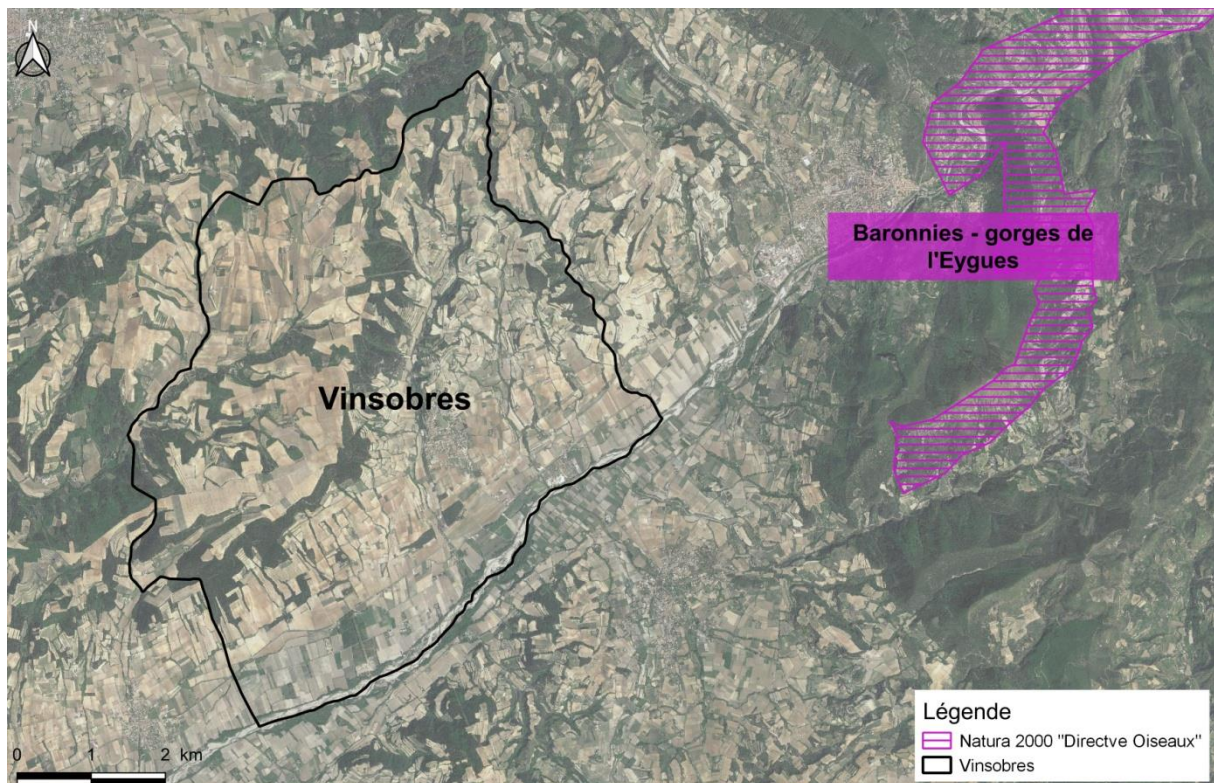 N
Baronnies - gorges de
l'Eygues
Vinsobres
Légende
Natura 2000 "Directve Oiseaux"
Vinsobres
0 1 2 km